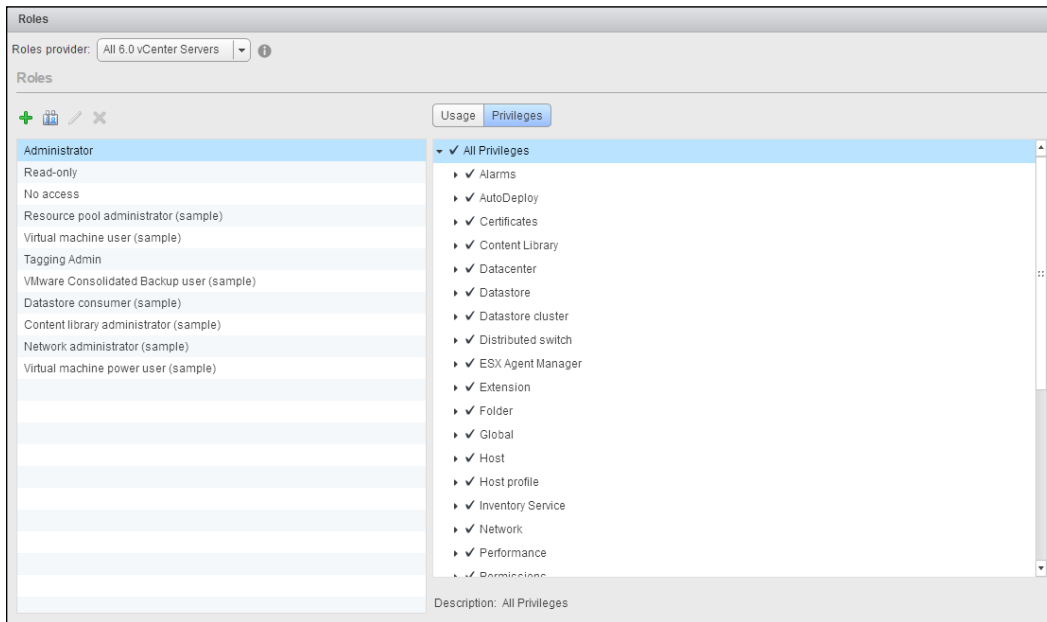 Roles
Roles provider: All 6.0 vCenter Servers
Roles
Usage Privileges
Administrator
Read-only
No access
Resource pool administrator (sample)
Virtual machine user (sample)
Tagging Admin
VMware Consolidated Backup user (sample)
Datastore consumer (sample)
Content library administrator (sample)
Network administrator (sample)
Virtual machine power user (sample)
All Privileges
Alarms
AutoDeploy
Certificates
Content Library
Datacenter
Datastore
Datastore cluster
Distributed switch
ESX Agent Manager
Extension
Folder
Global
Host
Host profile
Inventory Service
Network
Performance
Permissions
Description: All Privileges